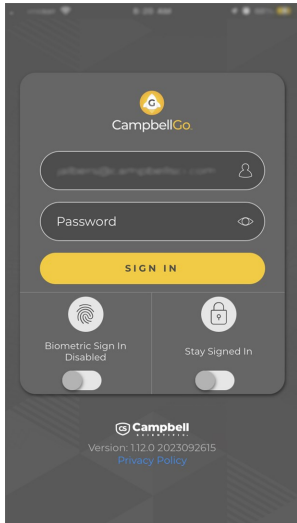 G
CampbellGo
Password
SIGN IN
Biometric Sign In
Disabled
Stay Signed In
CS Campbell
SCIENTIFIC
Version: 1.12.0 2023092615
Privacy Policy